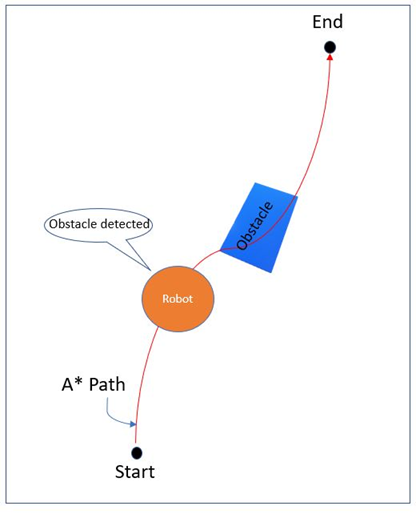 End
Obstacle
Obstacle detected
Robot
A* Path
Start